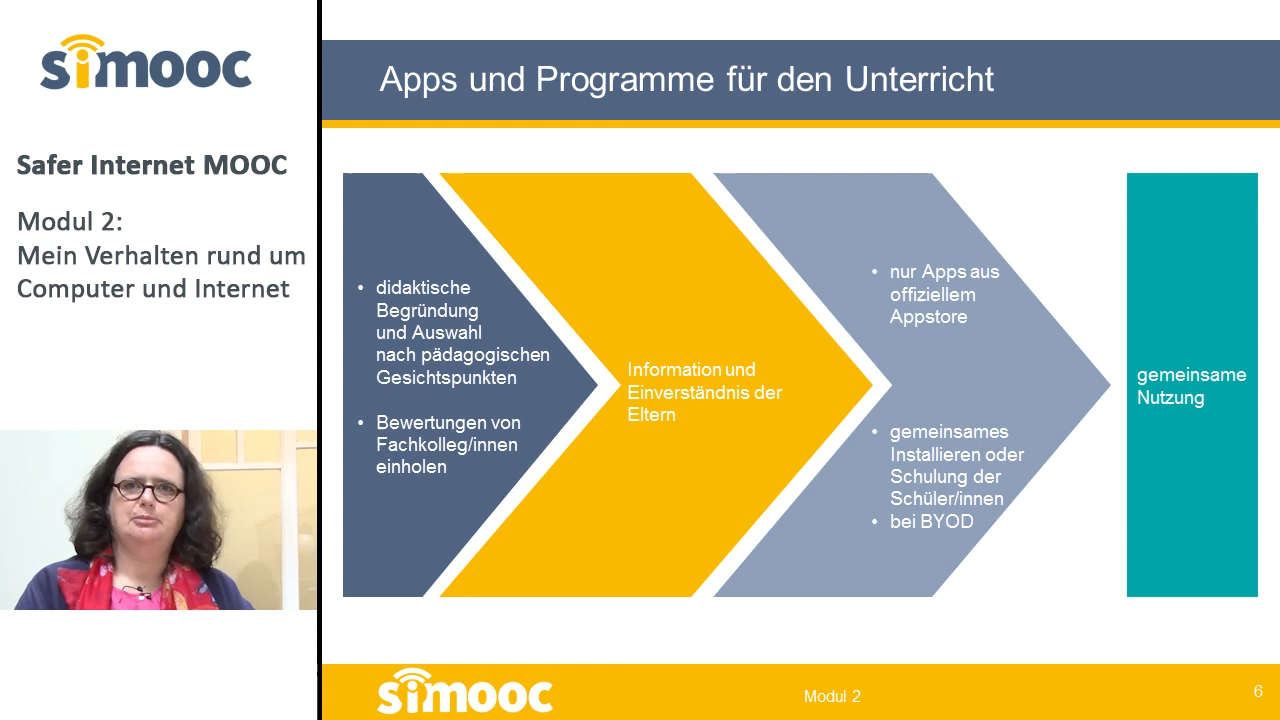 simooc
Safer Internet MOOC
Modul 2:
Mein Verhalten rund um
Computer und Internet
Apps und Programme für den Unterricht
• didaktische
Begründung
und Auswahl
nach pädagogischen
Gesichtspunkten
• Bewertungen von
Fachkolleg/innen
einholen
Information und
Einverständnis der
Eltern
• nur Apps aus
offiziellem
Appstore
• gemeinsames
Installieren oder
Schulung der
Schüler/innen
• bei BYOD
gemeinsame
Nutzung
simooc
Modul 2
6